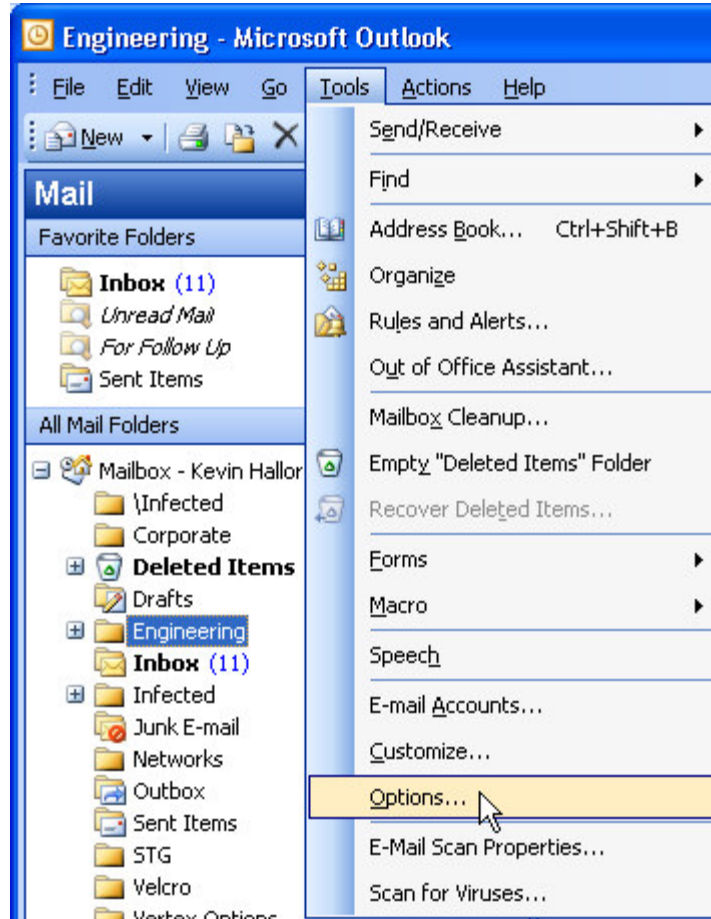 Engineering - Microsoft Outlook
File Edit View Go Tools Actions Help
New
Mail
Favorite Folders
Inbox (11)
Unread Mail
For Follow Up
Sent Items
All Mail Folders
Mailbox - Kevin Hallor
\Infected
Corporate
Deleted Items
Drafts
Engineering
Inbox (11)
Infected
Junk E-mail
Networks
Outbox
Sent Items
STG
Velcro
Vertex Options
Send/Receive
Find
Address Book... Ctrl+Shift+B
Organize
Rules and Alerts...
Out of Office Assistant...
Mailbox Cleanup...
Empty "Deleted Items" Folder
Recover Deleted Items...
Forms
Macro
Speech
E-mail Accounts...
Customize...
Options...
E-Mail Scan Properties...
Scan for Viruses...